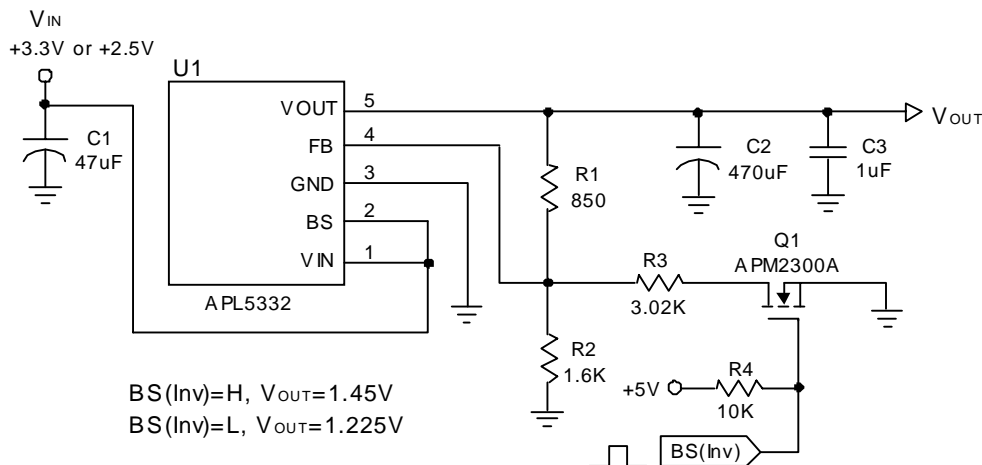 VIN
+3.3V or +2.5V
U1
VOUT 5
FB 4
GND 3
BS 2
VIN 1
APL5332
C1
47uF
R1
850
C2
470uF
C3
1uF
VOUT
R3
3.02K
Q1
APM2300A
R2
1.6K
R4
10K
+5V
BS(Inv)
BS(Inv)=H, VOUT=1.45V
BS(Inv)=L, VOUT=1.225V